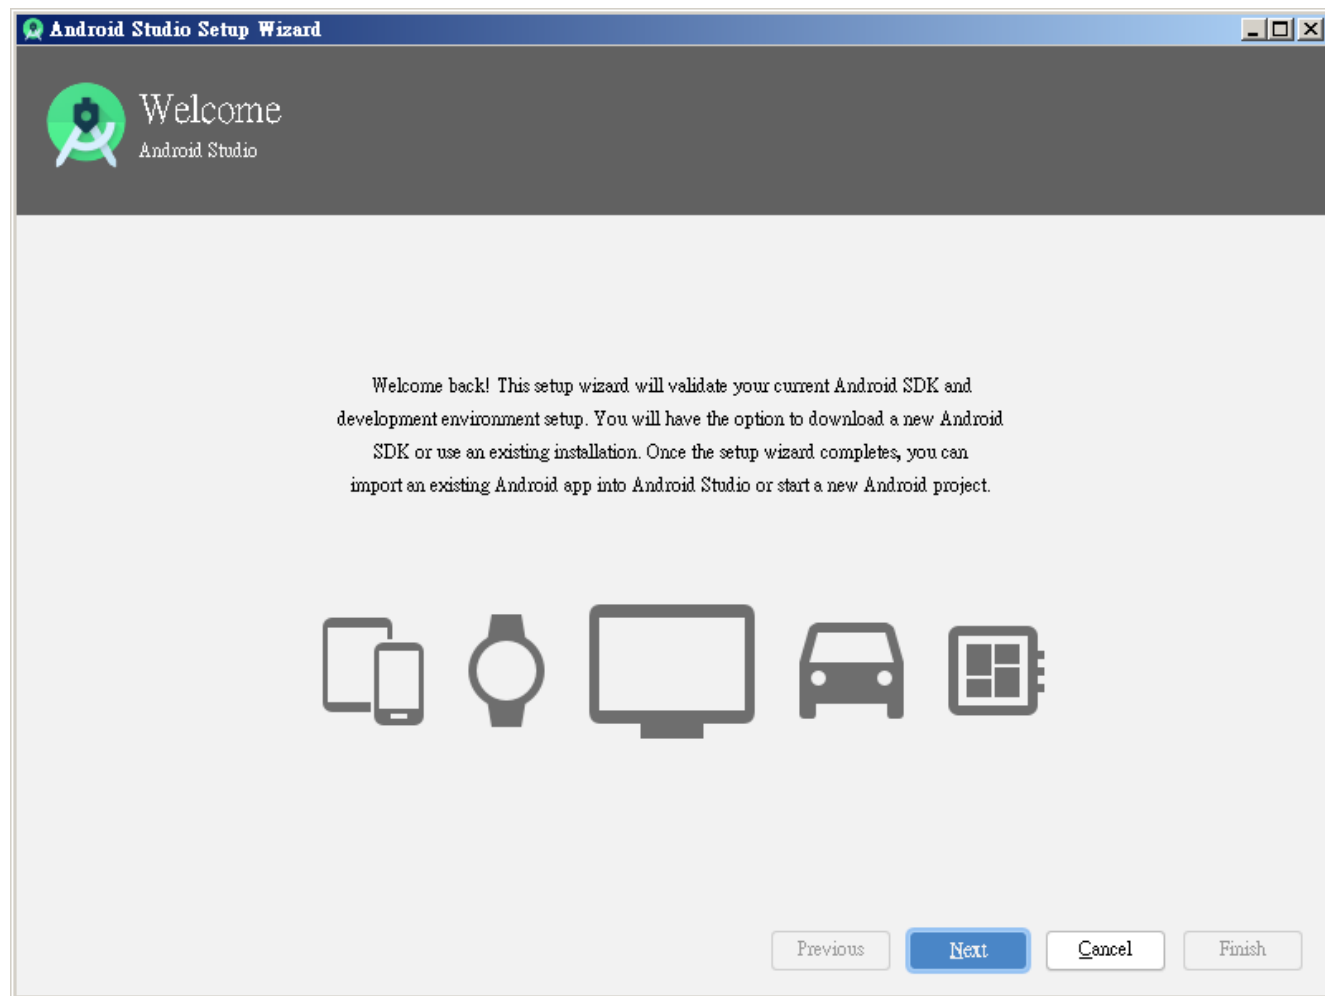 Android Studio Setup Wizard
Welcome
Android Studio
Welcome back! This setup wizard will validate your current Android SDK and
development environment setup. You will have the option to download a new Android
SDK or use an existing installation. Once the setup wizard completes, you can
import an existing Android app into Android Studio or start a new Android project.
Previous
Next
Cancel
Finish